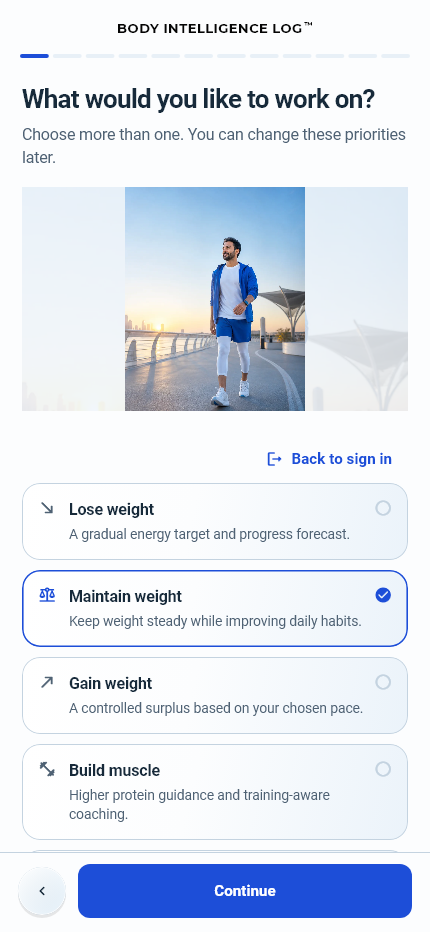 BODY INTELLIGENCE LOG™
What would you like to work on?
Choose more than one. You can change these priorities
later.
Back to sign in
Lose weight
A gradual energy target and progress forecast.
Maintain weight
Keep weight steady while improving daily habits.
Gain weight
A controlled surplus based on your chosen pace.
Build muscle
Higher protein guidance and training-aware
coaching.
Continue